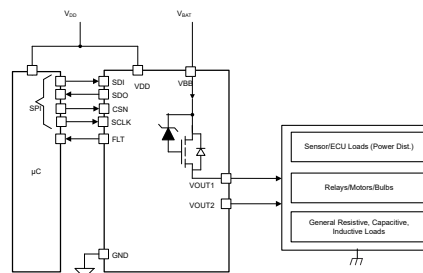 VDD
VBAT
SDI
VDD
VBB
SDO
SPI
CSN
SCLK
FLT
µC
VOUT1
VOUT2
GND
Sensor/ECU Loads (Power Dist.)
Relays/Motors/Bulbs
General Resistive, Capacitive,
Inductive Loads